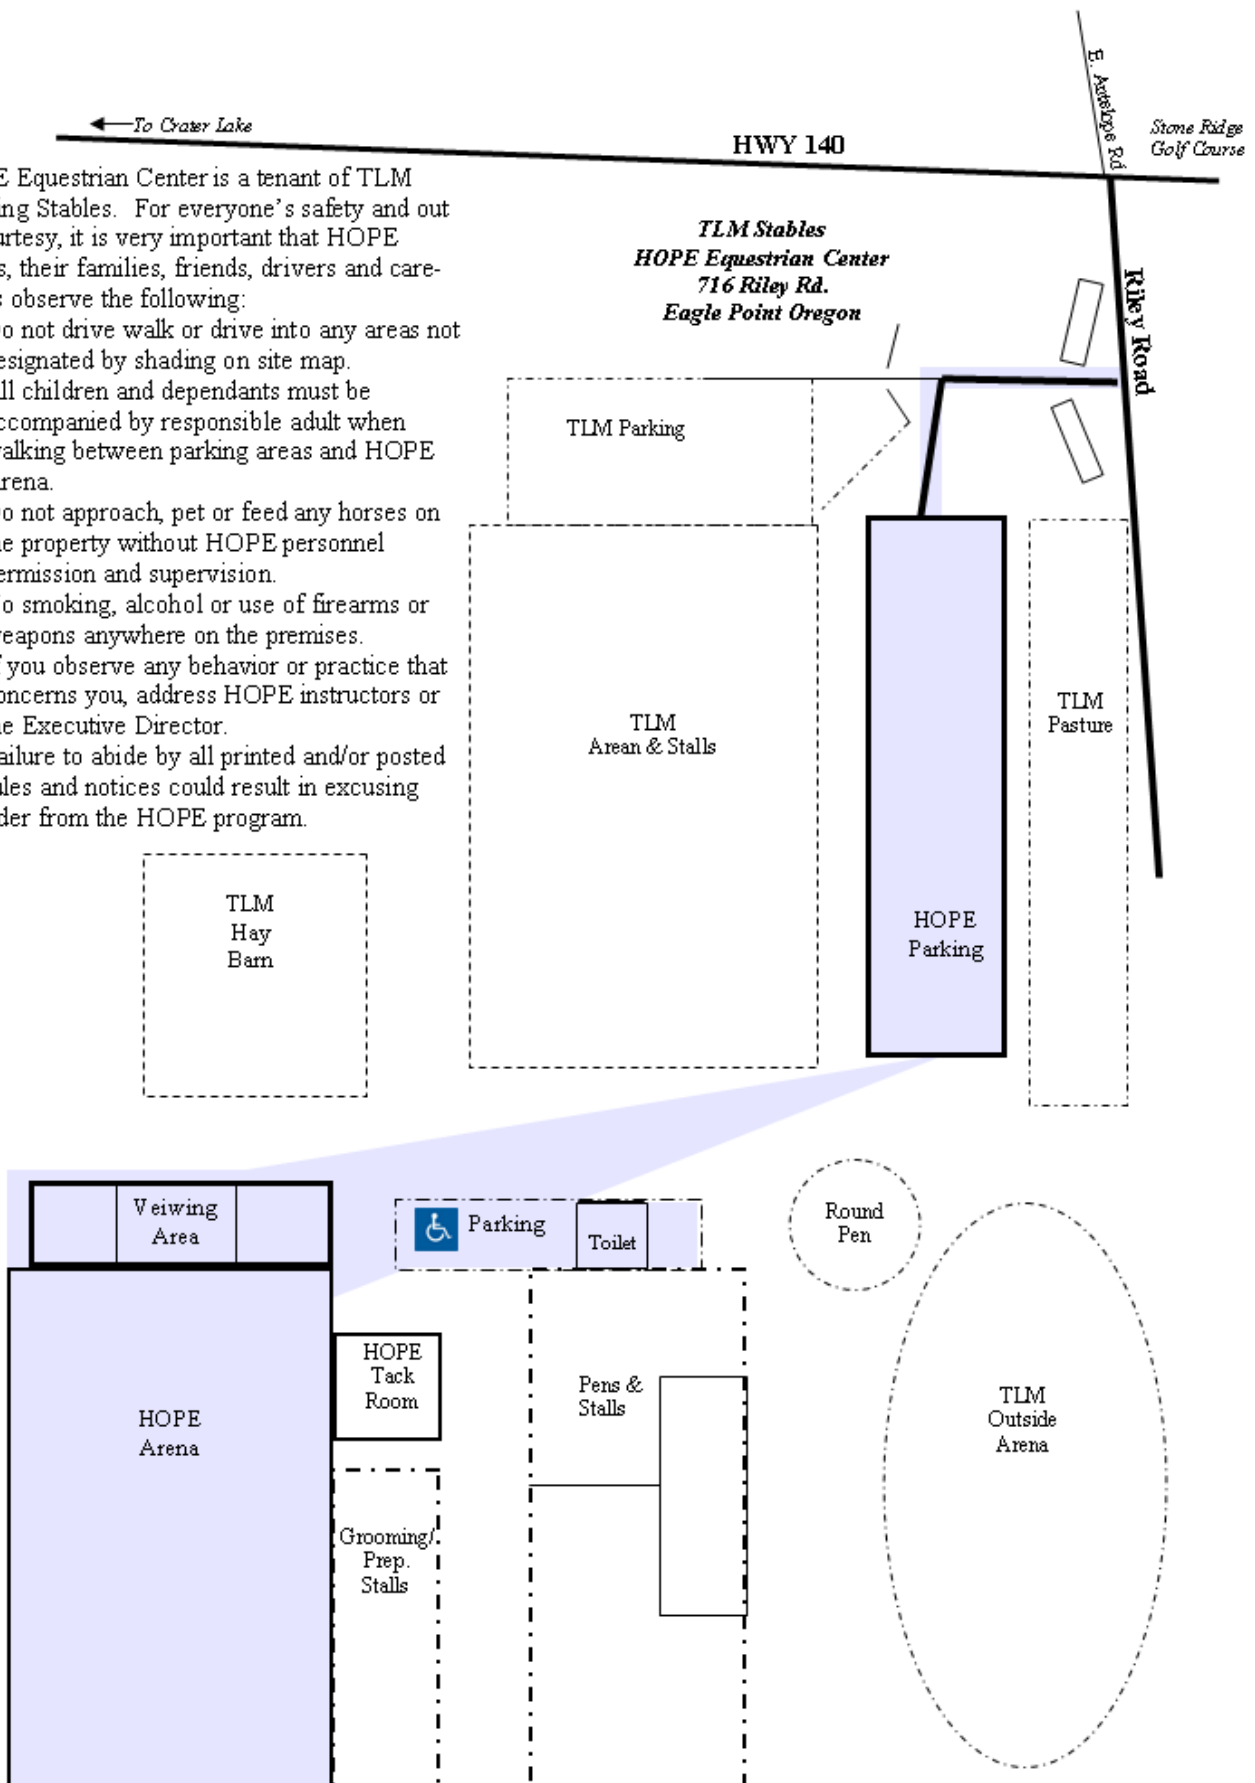 To Crater Lake
HWY 140
E. Antelope Rd
Stone Ridge
Golf Course
E Equestrian Center is a tenant of TLM
ing Stables. For everyone's safety and out
urtesy, it is very important that HOPE
s, their families, friends, drivers and care-
s observe the following:
o not drive walk or drive into any areas not
esignated by shading on site map.
ll children and dependants must be
ccompanied by responsible adult when
walking between parking areas and HOPE
rena.
o not approach, pet or feed any horses on
he property without HOPE personnel
ermission and supervision.
o smoking, alcohol or use of firearms or
weapons anywhere on the premises.
f you observe any behavior or practice that
oncerns you, address HOPE instructors or
he Executive Director.
ailure to abide by all printed and/or posted
ules and notices could result in excusing
ider from the HOPE program.
TLM Stables
HOPE Equestrian Center
716 Riley Rd.
Eagle Point Oregon
Riley Road
TLM Parking
TLM
Arean & Stalls
TLM
Pasture
HOPE
Parking
TLM
Hay
Barn
Veiwing
Area
Parking
Toilet
Round
Pen
HOPE
Tack
Room
HOPE
Arena
Pens &
Stalls
TLM
Outside
Arena
Grooming/
Prep.
Stalls